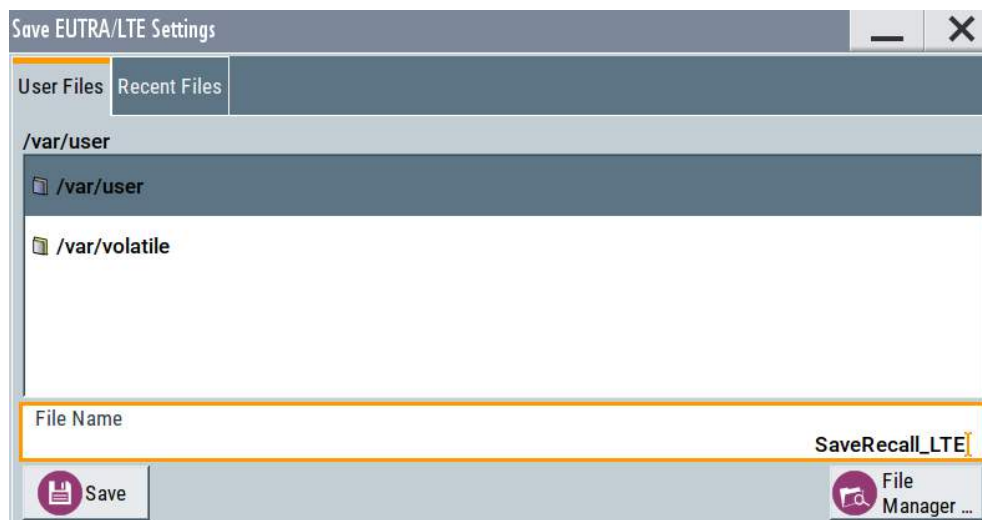 Save EUTRA/LTE Settings
User Files
Recent Files
/var/user
/var/user
/var/volatile
File Name
SaveRecall_LTE
Save
File
Manager ...